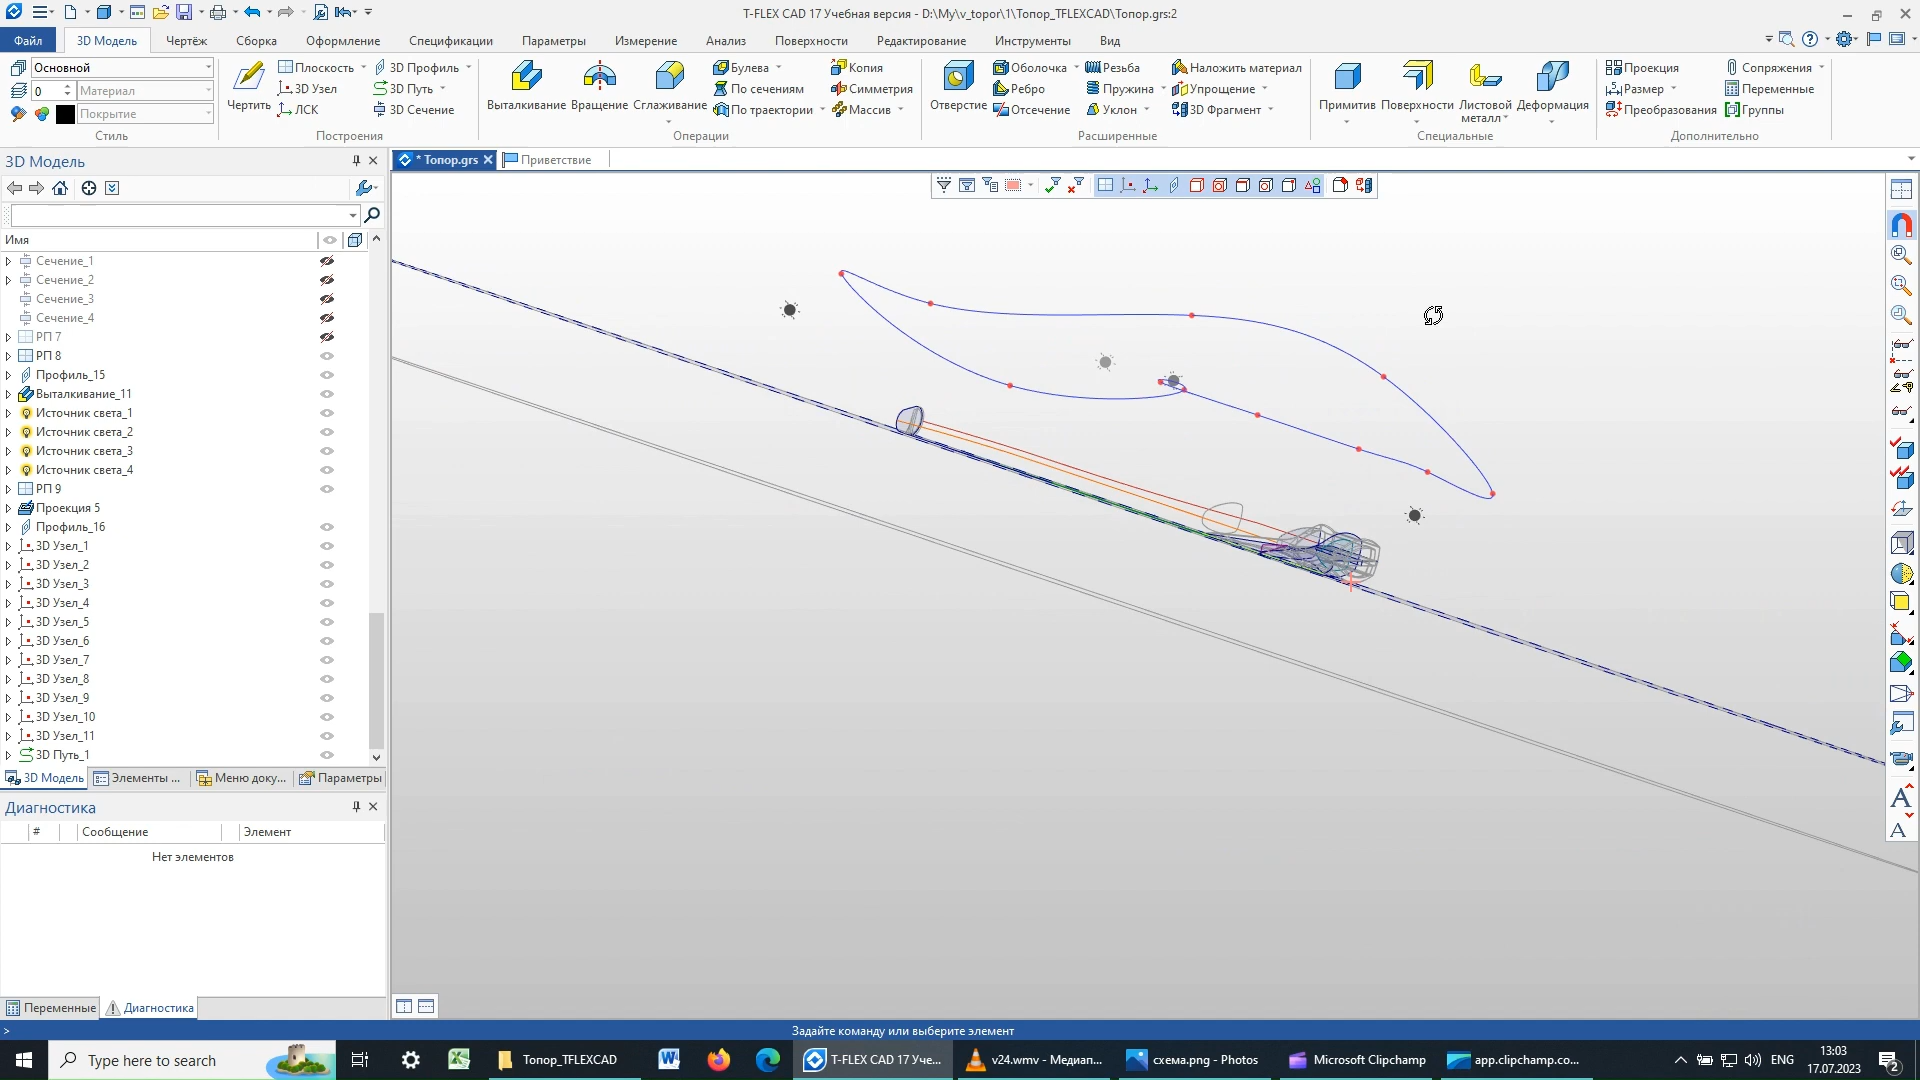 T-FLEX CAD 17 Учебная версия - D:\My\v_topor\1\Топор_TFLEXCAD\Топор.grs:2
Файл 3D Модель Чертёж Сборка Оформление Спецификации Параметры Измерение Анализ Поверхности Редактирование Инструменты Вид
Основной
0 Материал
Покрытие
Стиль
Чертить
Плоскость
3D Узел
ЛСК
3D Профиль
3D Путь
3D Сечение
Построения
Выталкивание
Вращение
Сглаживание
Булева
По сечениям
По траектории
Копия
Симметрия
Массив
Операции
Отверстие
Оболочка
Ребро
Отсечение
Резьба
Пружина
Уклон
Наложить материал
Упрощение
3D Фрагмент
Расширенные
Примитив
Поверхности
Листовой металл
Деформация
Специальные
Проекция
Размер
Преобразования
Сопряжения
Переменные
Группы
Дополнительно
3D Модель
* Топор.grs
Приветствие
Имя
Сечение_1
Сечение_2
Сечение_3
Сечение_4
РП 7
РП 8
Профиль_15
Выталкивание_11
Источник света_1
Источник света_2
Источник света_3
Источник света_4
РП 9
Проекция 5
Профиль_16
3D Узел_1
3D Узел_2
3D Узел_3
3D Узел_4
3D Узел_5
3D Узел_6
3D Узел_7
3D Узел_8
3D Узел_9
3D Узел_10
3D Узел_11
3D Путь_1
3D Модель Элементы ... Меню доку... Параметры
Диагностика
# Сообщение Элемент
Нет элементов
Переменные Диагностика
> Задайте команду или выберите элемент
Type here to search
Топор_TFLEXCAD
T-FLEX CAD 17 Уче...
v24.wmv - Медиап...
схема.png - Photos
Microsoft Clipchamp
app.clipchamp.co...
ENG
13:03
17.07.2023
2